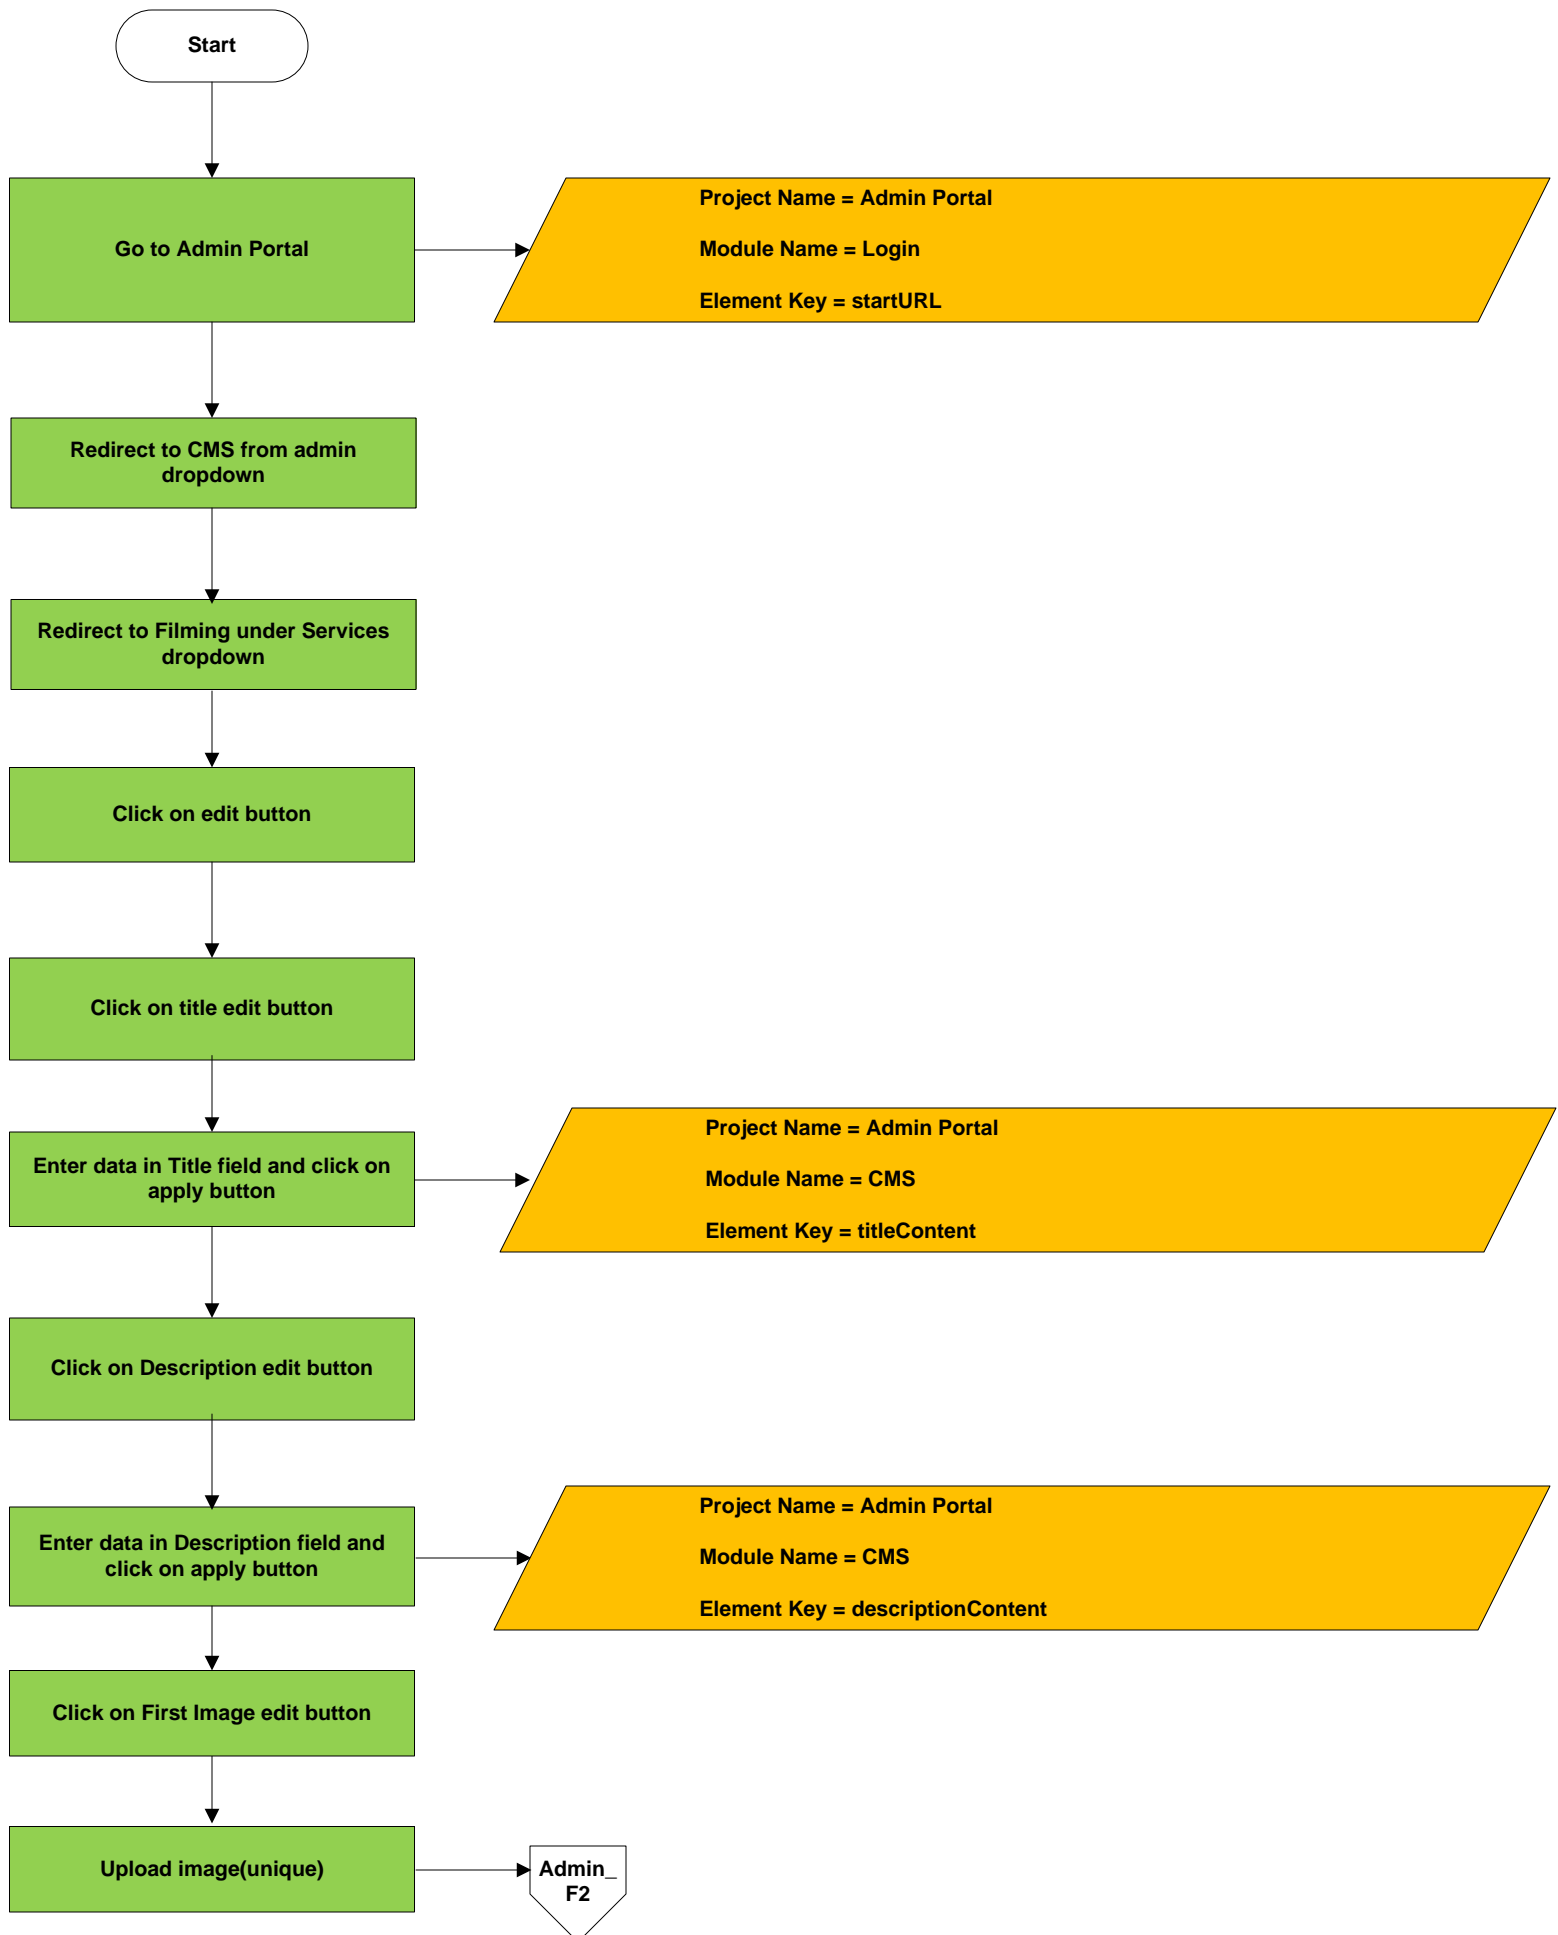 Start
Go to Admin Portal
Project Name = Admin Portal
Module Name = Login
Element Key = startURL
Redirect to CMS from admin
dropdown
Redirect to Filming under Services
dropdown
Click on edit button
Click on title edit button
Enter data in Title field and click on
apply button
Project Name = Admin Portal
Module Name = CMS
Element Key = titleContent
Click on Description edit button
Enter data in Description field and
click on apply button
Project Name = Admin Portal
Module Name = CMS
Element Key = descriptionContent
Click on First Image edit button
Upload image(unique)
Admin_
F2